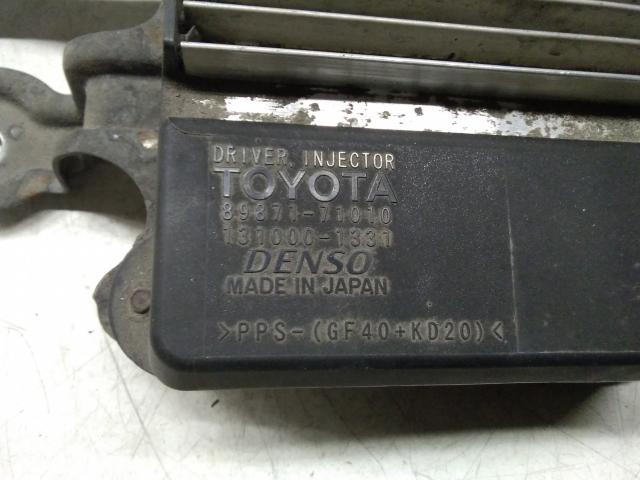 DRIVER, INJECTOR
TOYOTA
89871-71010
131000-1331
DENSO
MADE IN JAPAN
>PPS-(GF40+KD20)<